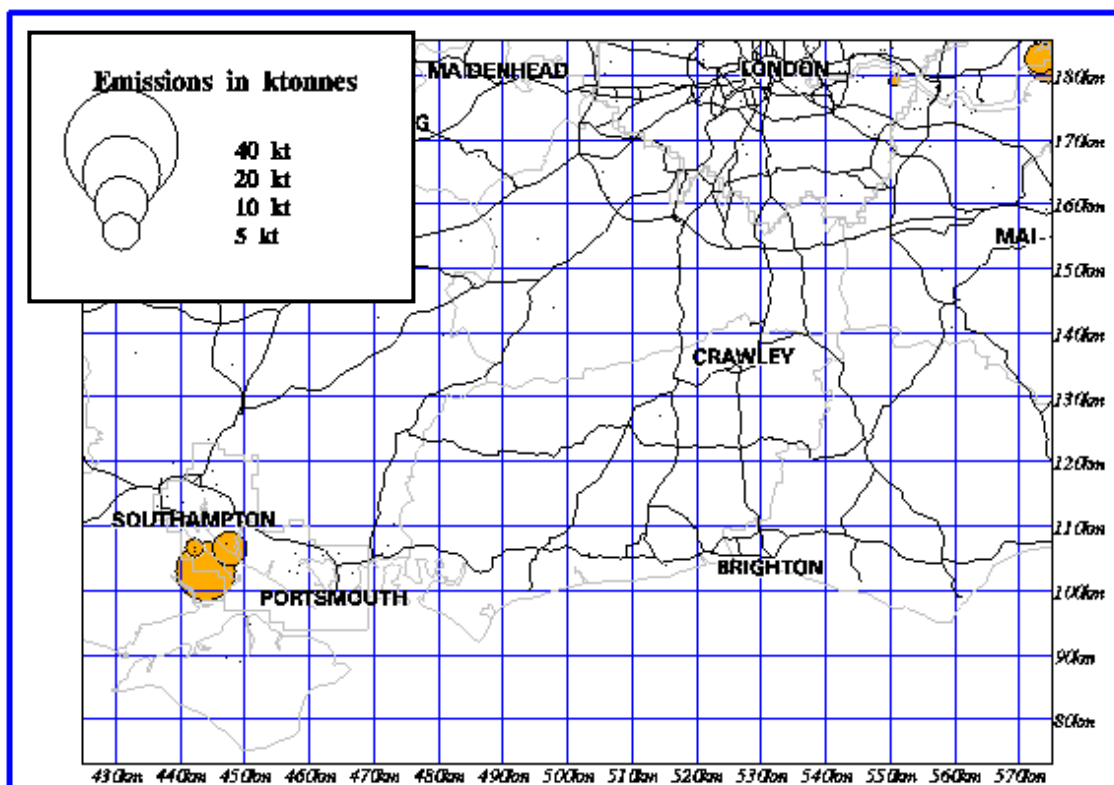 Emissions in ktonnes
40 kt
20 kt
10 kt
5 kt
MAIDENHEAD
LONDON
G
MAI
CRAWLEY
SOUTHAMPTON
BRIGHTON
PORTSMOUTH
180km
170km
160km
150km
140km
130km
120km
110km
100km
90km
80km
430km 440km 450km 460km 470km 480km 490km 500km 510km 520km 530km 540km 550km 560km 570km